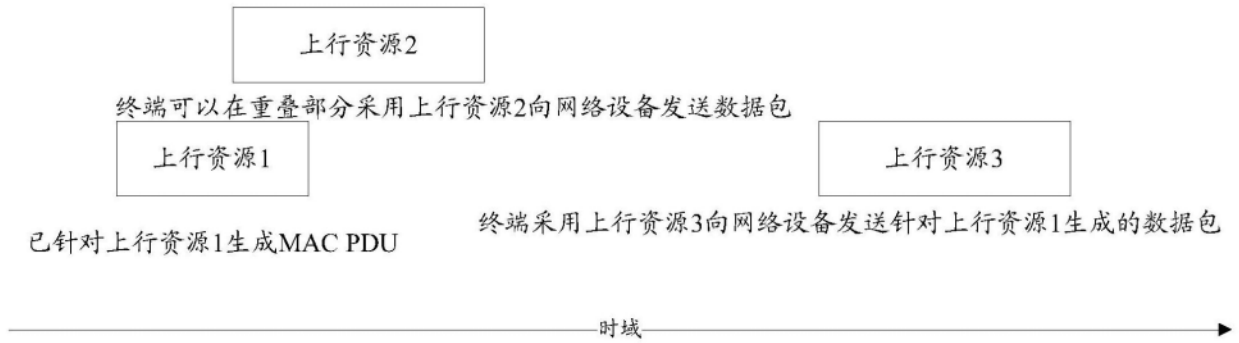 上行资源2
终端可以在重叠部分采用上行资源2向网络设备发送数据包
上行资源1
上行资源3
已针对上行资源1生成MAC PDU
终端采用上行资源3向网络设备发送针对上行资源1生成的数据包
时域